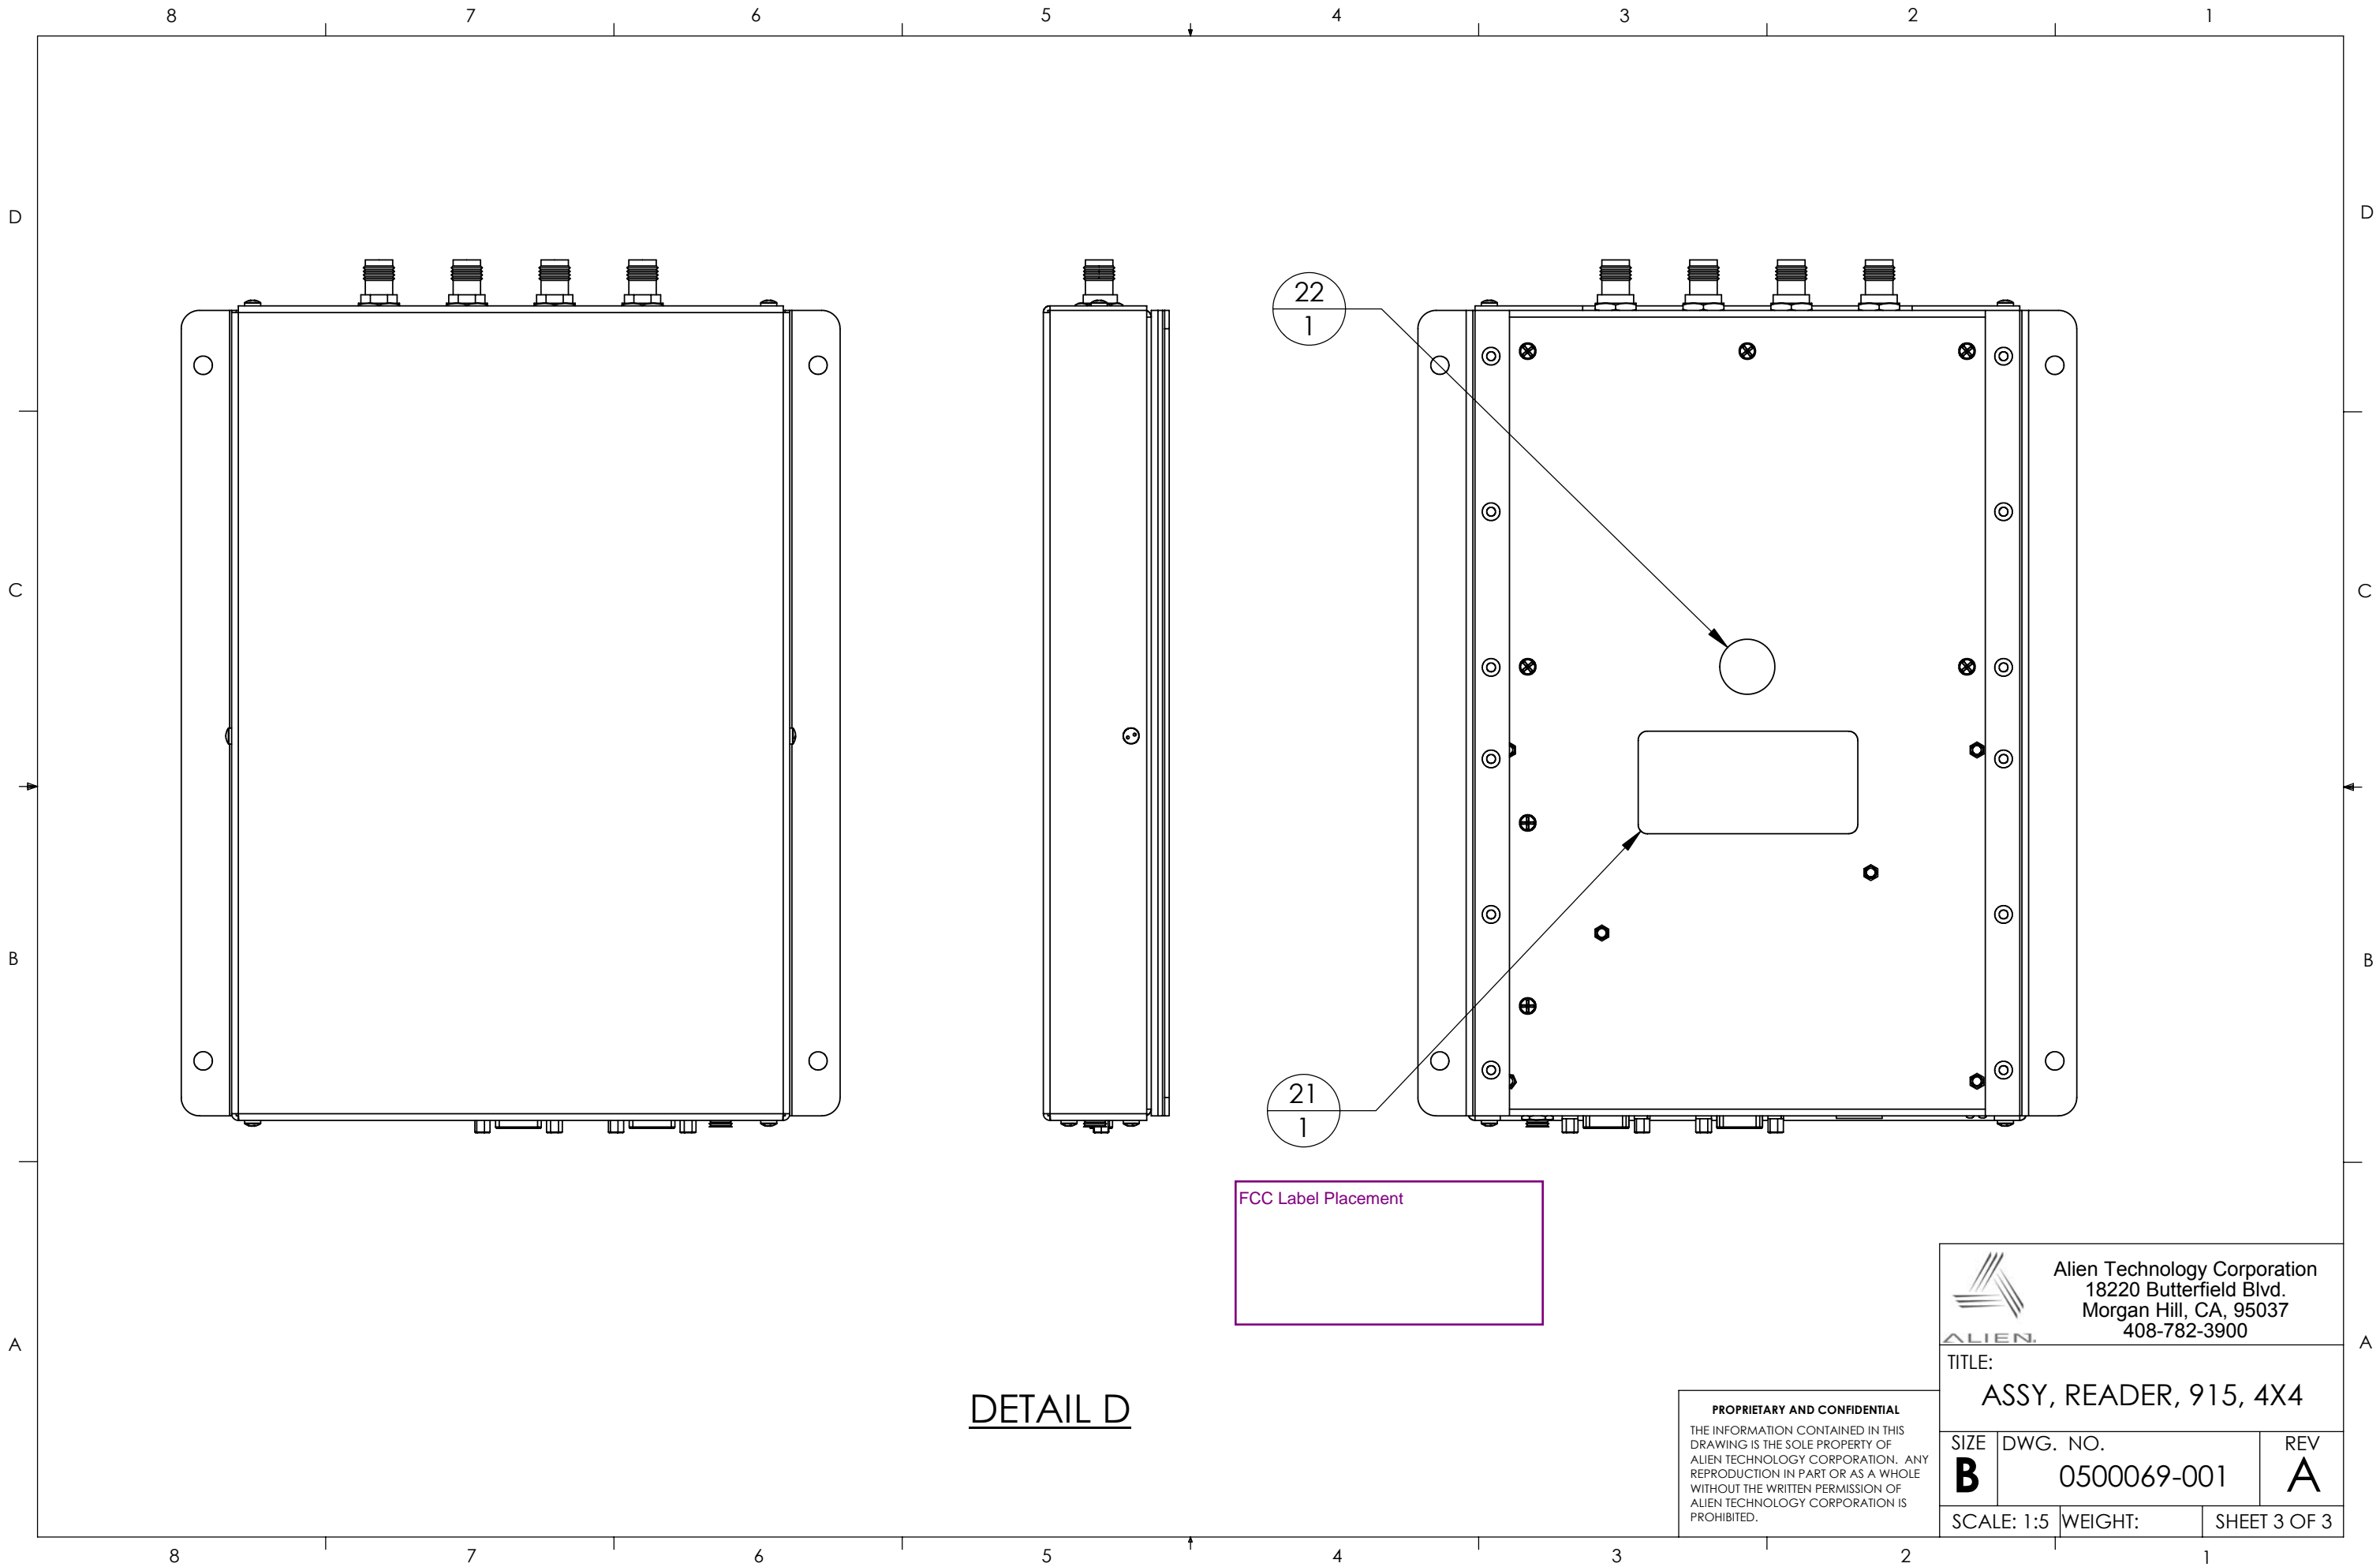 8 7 6 5 4 3 2 1
D D
22
1
C C
B B
21
1
FCC Label Placement
A A
ALIEN.
Alien Technology Corporation
18220 Butterfield Blvd.
Morgan Hill, CA, 95037
408-782-3900
TITLE:
ASSY, READER, 915, 4X4
DETAIL D
PROPRIETARY AND CONFIDENTIAL
THE INFORMATION CONTAINED IN THIS
DRAWING IS THE SOLE PROPERTY OF
ALIEN TECHNOLOGY CORPORATION. ANY
REPRODUCTION IN PART OR AS A WHOLE
WITHOUT THE WRITTEN PERMISSION OF
ALIEN TECHNOLOGY CORPORATION IS
PROHIBITED.
SIZE DWG. NO. REV
B 0500069-001 A
SCALE: 1:5 WEIGHT: SHEET 3 OF 3
8 7 6 5 4 3 2 1